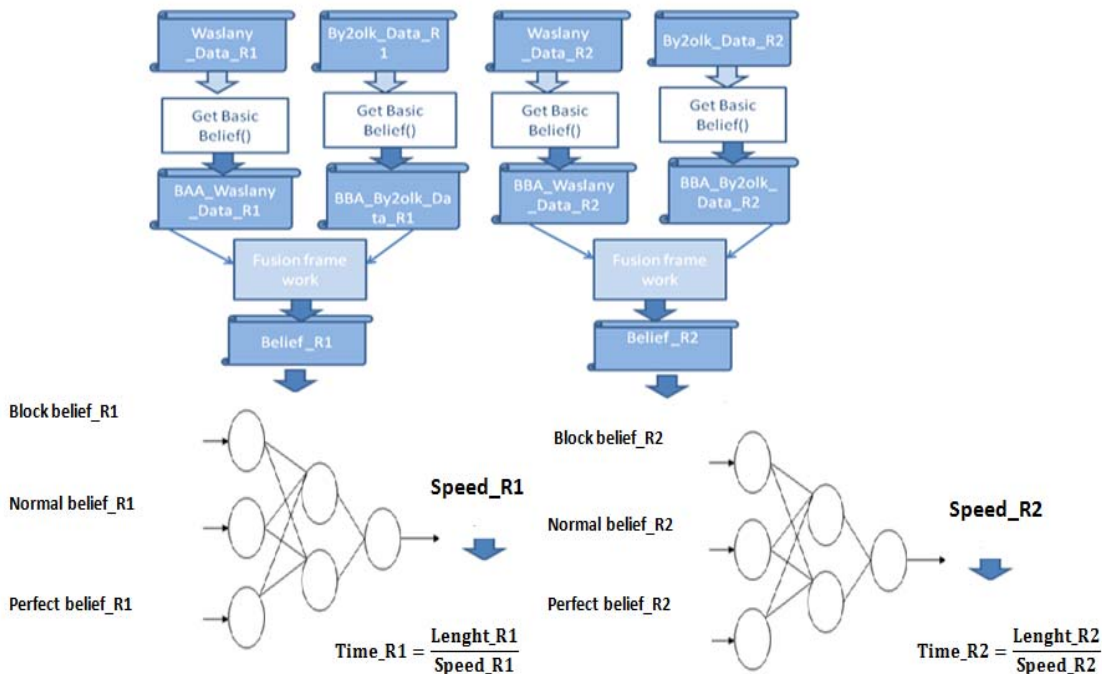 Waslany
_Data_R1
By2olk_Data_R
1
Waslany
_Data_R2
By2olk_Data_R2
Get Basic
Belief()
Get Basic
Belief()
Get Basic
Belief()
Get Basic
Belief()
BAA_Waslany
_Data_R1
BBA_By2olk_Da
ta_R1
BBA_Waslany
_Data_R2
BBA_By2olk_
Data_R2
Fusion frame
work
Fusion frame
work
Belief_R1
Belief_R2
Block belief_R1
Normal belief_R1
Perfect belief_R1
Speed_R1
Time_R1 = Lenght_R1
Speed_R1
Block belief_R2
Normal belief_R2
Perfect belief_R2
Speed_R2
Time_R2 = Lenght_R2
Speed_R2